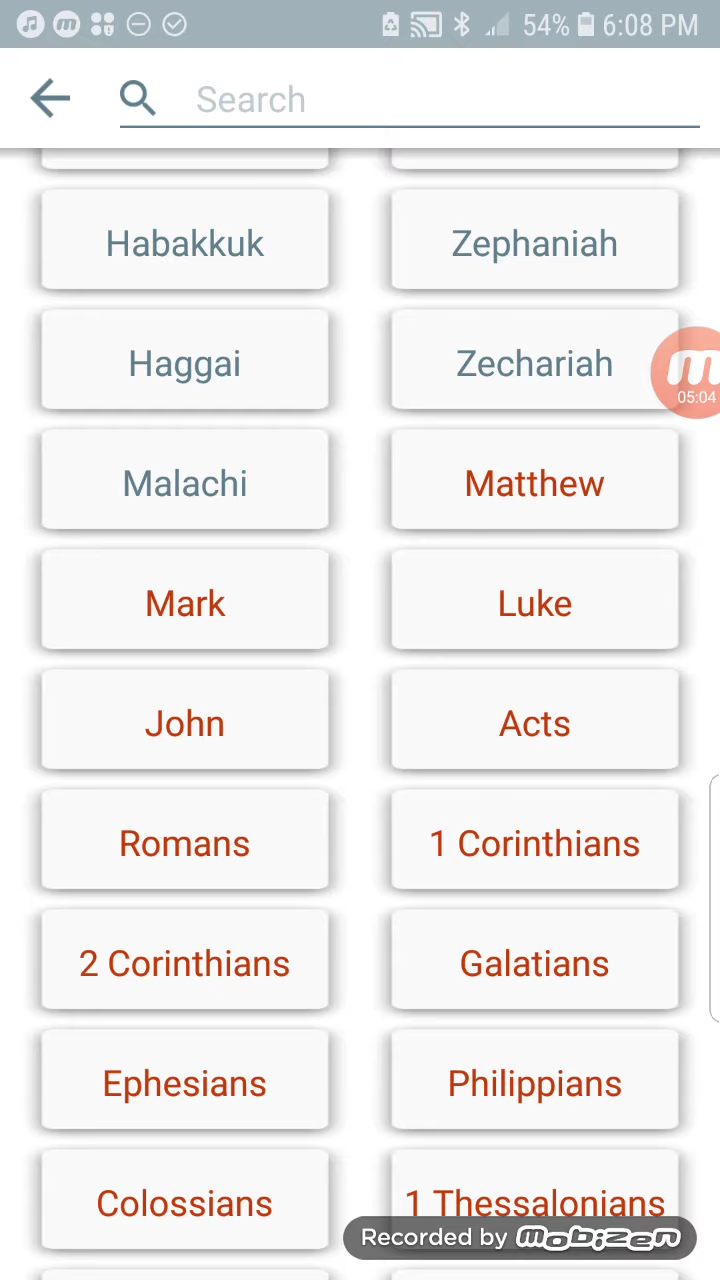 54% 6:08 PM
Search
Habakkuk Zephaniah
Haggai Zechariah
m
05:04
Malachi Matthew
Mark Luke
John Acts
Romans 1 Corinthians
2 Corinthians Galatians
Ephesians Philippians
Colossians 1 Thessalonians
Recorded by mobizen